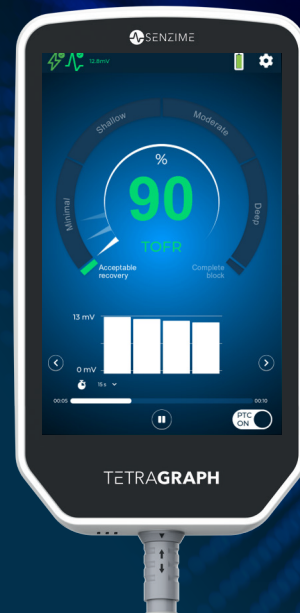 SENZIME
12.8mV
Shallow
Moderate
Minimal
Deep
%
90
TOFR
Acceptable
recovery
Complete
block
13 mV
0 mV
15 s
00:05
00:10
PTC
ON
TETRAGRAPH